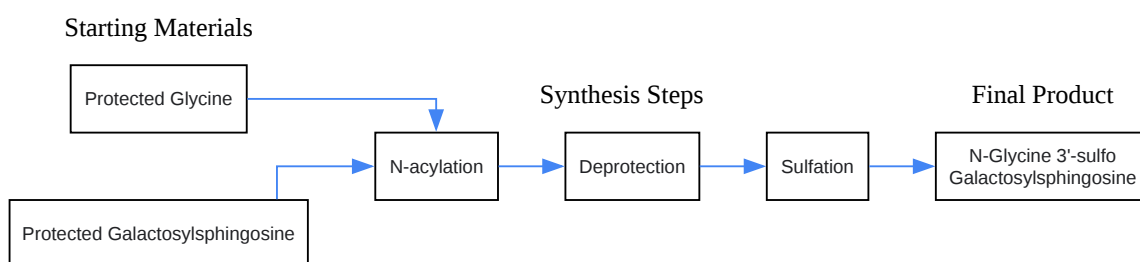 Starting Materials
Protected Glycine
Synthesis Steps
Final Product
N-acylation
Deprotection
Sulfation
N-Glycine 3'-sulfo
Galactosylsphingosine
Protected Galactosylsphingosine